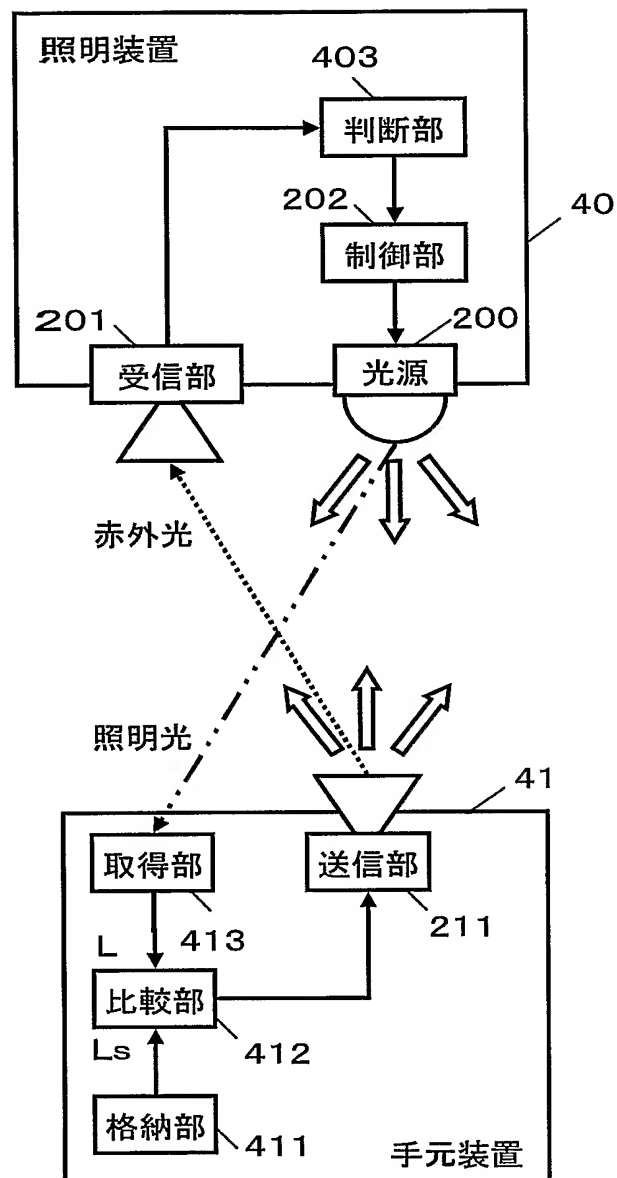 照明装置
403
判断部
202
制御部
40
201
受信部
200
光源
赤外光
照明光
41
取得部
413
送信部
211
L
比較部
412
Ls
格納部
411
手元装置